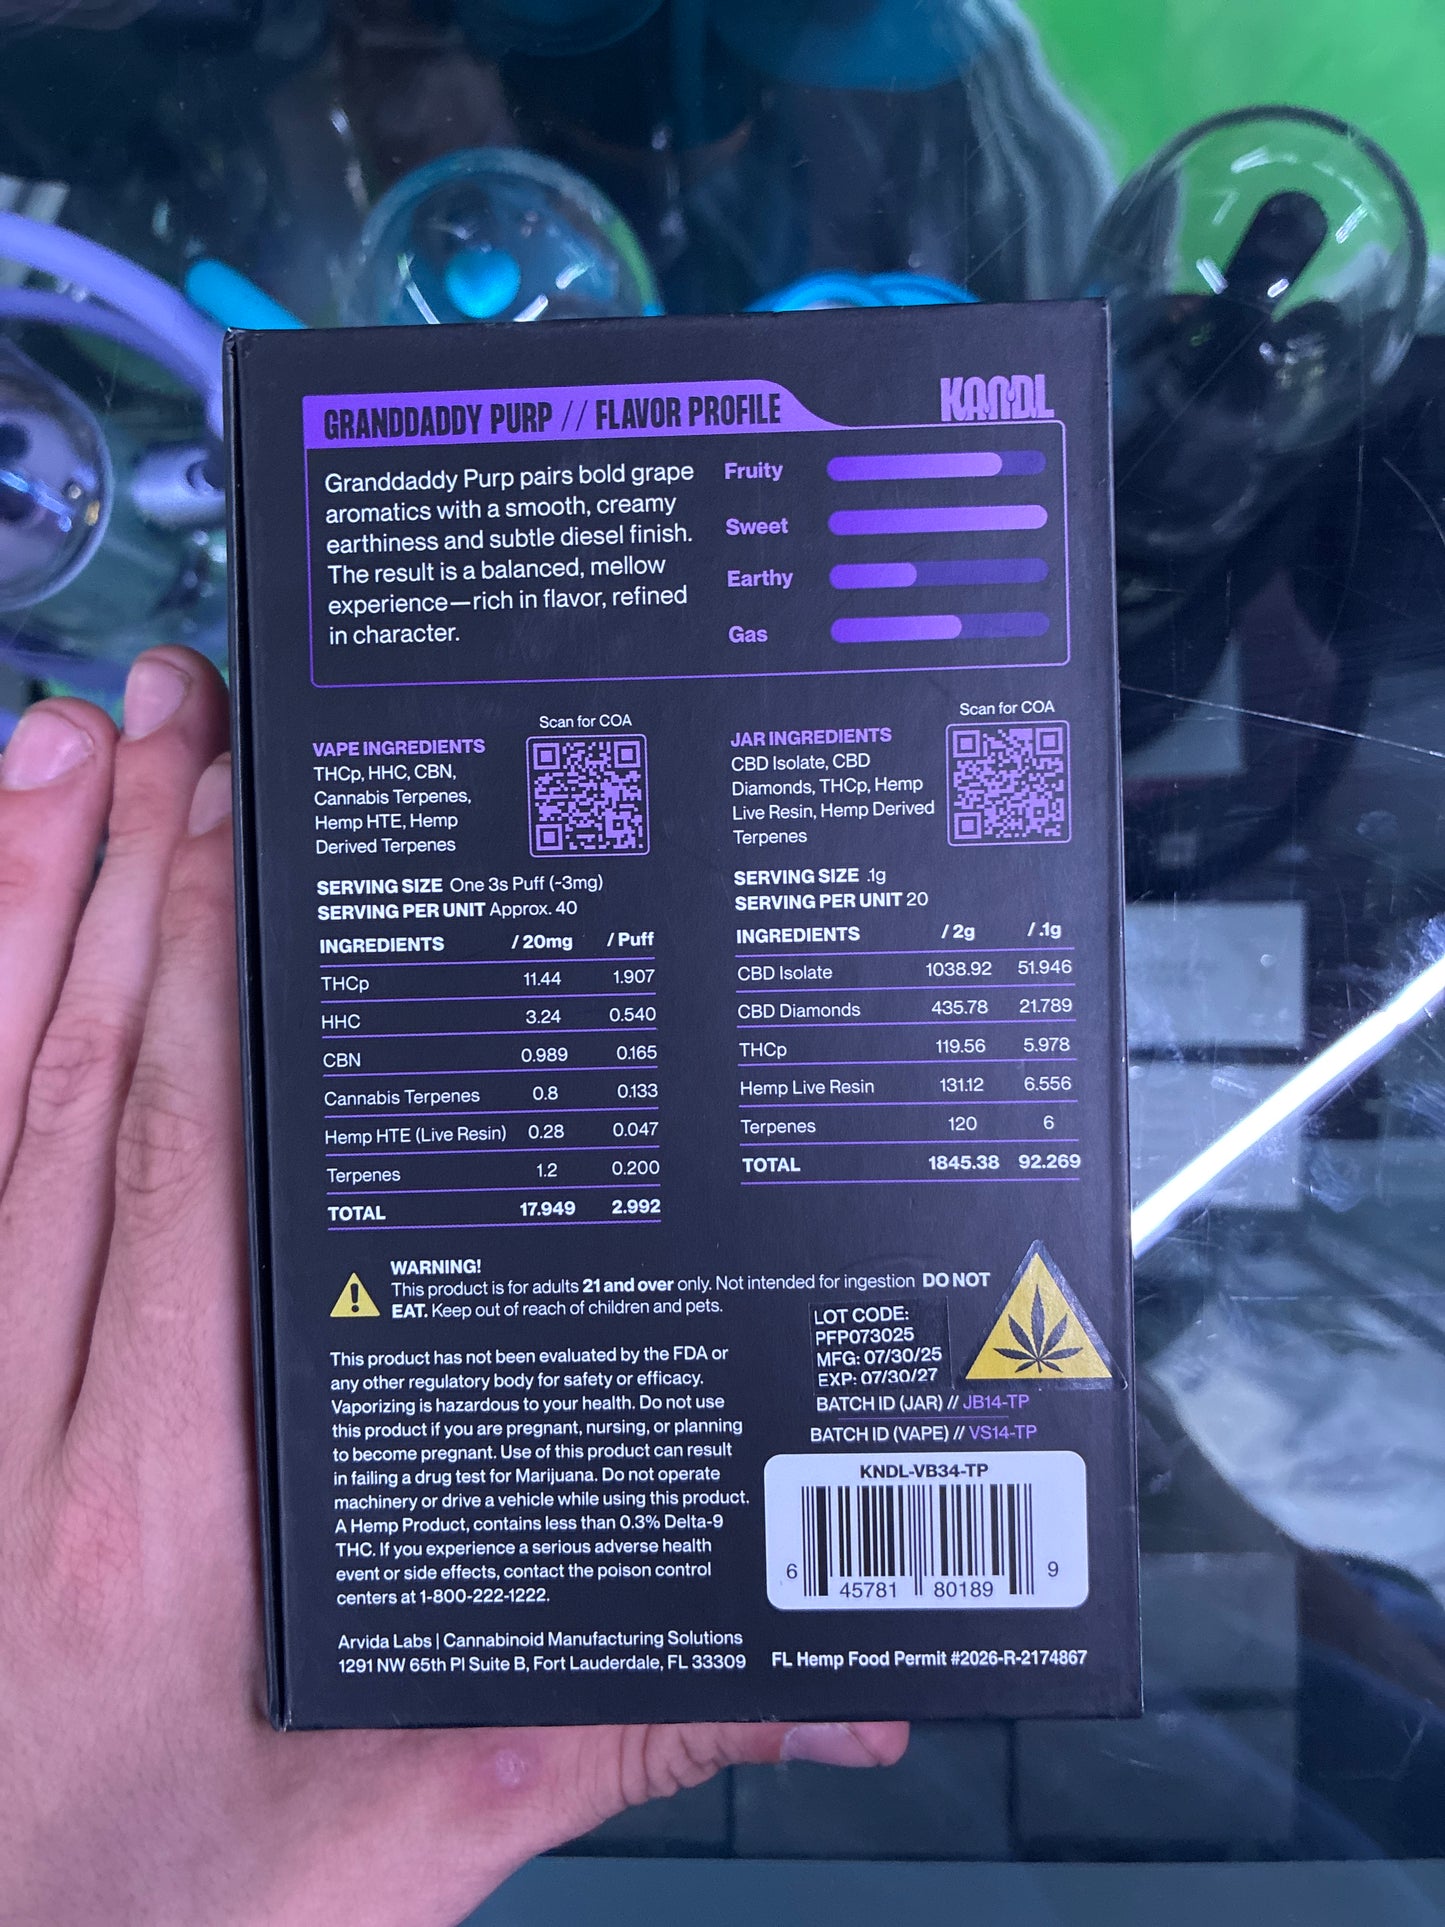 KANDL
GRANDDADDY PURP // FLAVOR PROFILE
Granddaddy Purp pairs bold grape
aromatics with a smooth, creamy
earthiness and subtle diesel finish.
The result is a balanced, mellow
experience—rich in flavor, refined
in character.
Fruity
Sweet
Earthy
Gas
Scan for COA
VAPE INGREDIENTS
THCp, HHC, CBN,
Cannabis Terpenes,
Hemp HTE, Hemp
Derived Terpenes
SERVING SIZE One 3s Puff (~3mg)
SERVING PER UNIT Approx. 40
INGREDIENTS / 20mg / Puff
THCp 11.44 1.907
HHC 3.24 0.540
CBN 0.989 0.165
Cannabis Terpenes 0.8 0.133
Hemp HTE (Live Resin) 0.28 0.047
Terpenes 1.2 0.200
TOTAL 17.949 2.992
Scan for COA
JAR INGREDIENTS
CBD Isolate, CBD
Diamonds, THCp, Hemp
Live Resin, Hemp Derived
Terpenes
SERVING SIZE .1g
SERVING PER UNIT 20
INGREDIENTS / 2g / .1g
CBD Isolate 1038.92 51.946
CBD Diamonds 435.78 21.789
THCp 119.56 5.978
Hemp Live Resin 131.12 6.556
Terpenes 120 6
TOTAL 1845.38 92.269
WARNING!
This product is for adults 21 and over only. Not intended for ingestion DO NOT
EAT. Keep out of reach of children and pets.
This product has not been evaluated by the FDA or
any other regulatory body for safety or efficacy.
Vaporizing is hazardous to your health. Do not use
this product if you are pregnant, nursing, or planning
to become pregnant. Use of this product can result
in failing a drug test for Marijuana. Do not operate
machinery or drive a vehicle while using this product.
A Hemp Product, contains less than 0.3% Delta-9
THC. If you experience a serious adverse health
event or side effects, contact the poison control
centers at 1-800-222-1222.
LOT CODE:
PFP073025
MFG: 07/30/25
EXP: 07/30/27
BATCH ID (JAR) // JB14-TP
BATCH ID (VAPE) // VS14-TP
KNDL-VB34-TP
6 45781 80189 9
Arvida Labs | Cannabinoid Manufacturing Solutions
1291 NW 65th Pl Suite B, Fort Lauderdale, FL 33309
FL Hemp Food Permit #2026-R-2174867